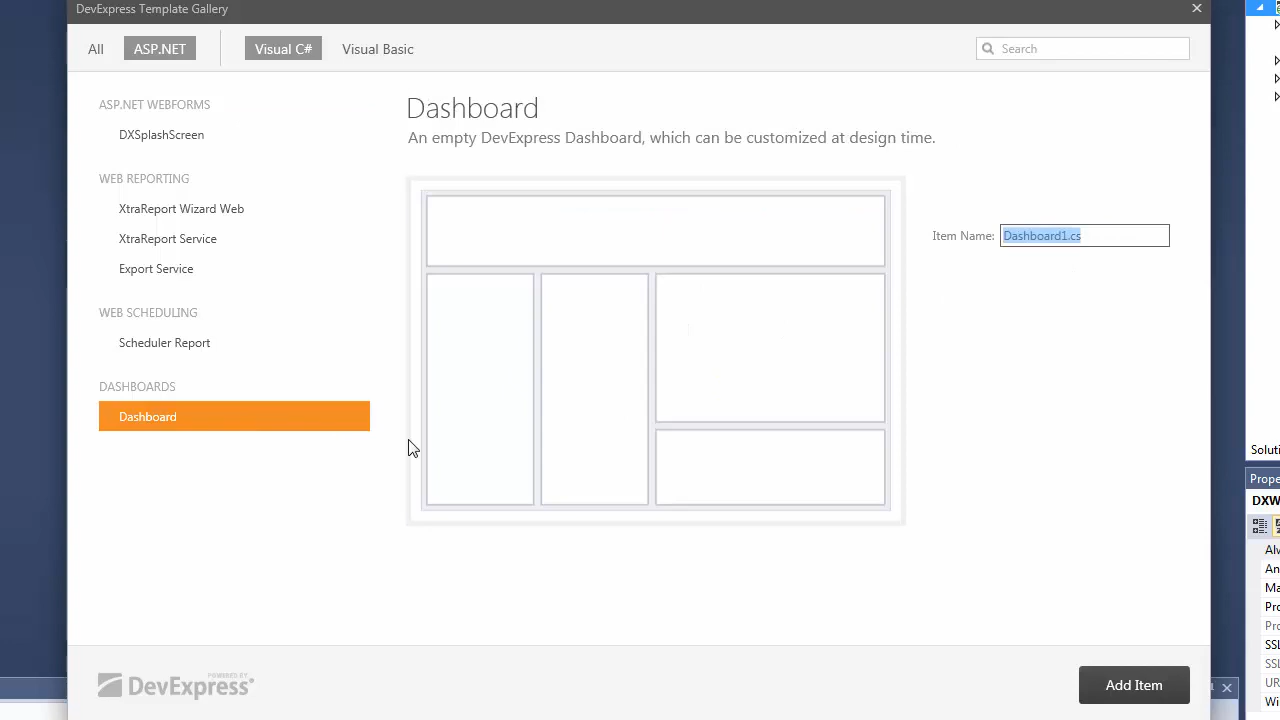 DevExpress Template Gallery
All ASP.NET Visual C# Visual Basic Search
ASP.NET WEBFORMS
DXSplashScreen
WEB REPORTING
XtraReport Wizard Web
XtraReport Service
Export Service
WEB SCHEDULING
Scheduler Report
DASHBOARDS
Dashboard
Dashboard
An empty DevExpress Dashboard, which can be customized at design time.
Item Name: Dashboard1.cs
POWERED BY
DevExpress
Add Item
Soluti
Prope
DXW
Alv
An
Ma
Pro
Pro
SSL
SSL
UR
Wi